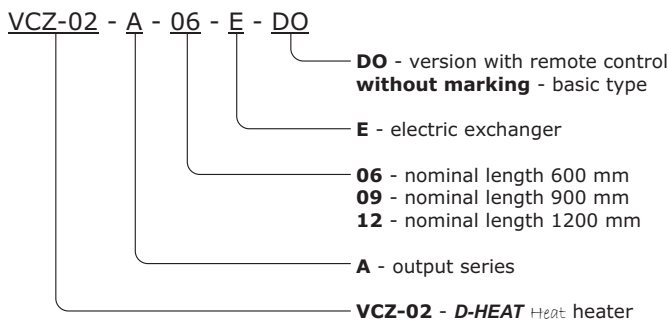 VCZ-02 - A - 06 - E - DO
DO - version with remote control
without marking - basic type
E - electric exchanger
06 - nominal length 600 mm
09 - nominal length 900 mm
12 - nominal length 1200 mm
A - output series
VCZ-02 - D-HEAT Heat heater